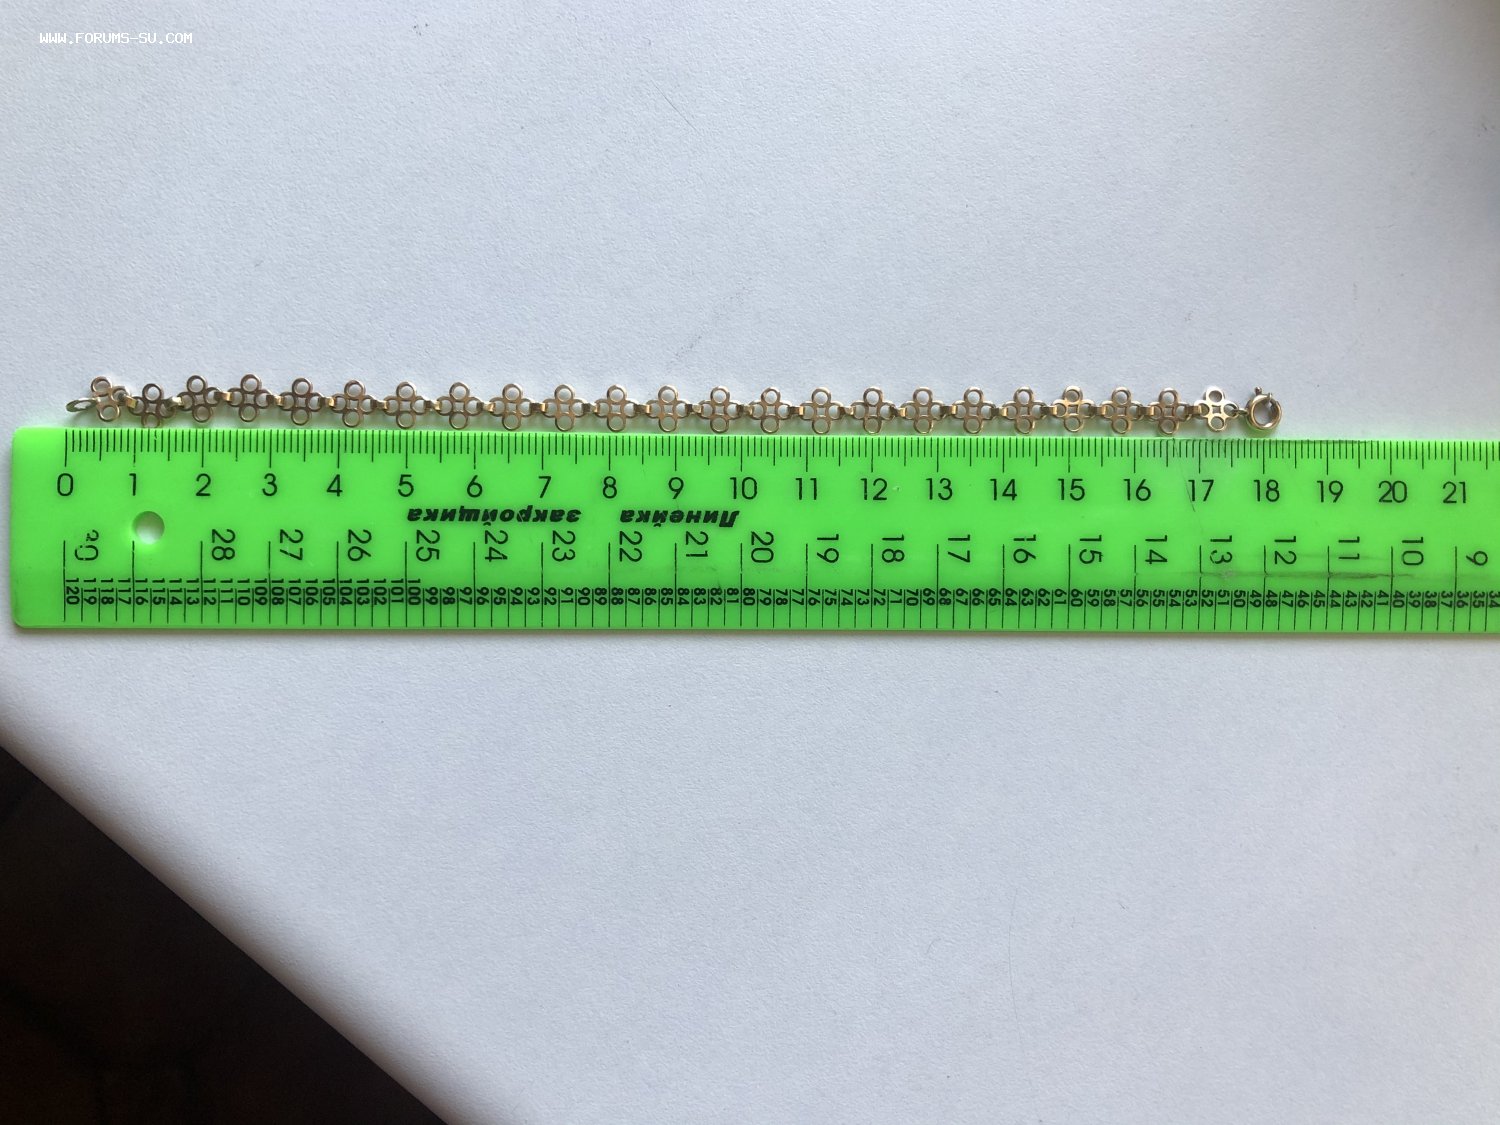 WWW.FORUMS-SU.COM
0 1 2 3 4 5 6 7 8 9 10 11 12 13 14 15 16 17 18 19 20 21
Линейка закройщика
30 28 27 26 25 24 23 22 21 20 19 18 17 16 15 14 13 12 11 10 9
120 119 118 117 116 115 114 113 112 111 110 109 108 107 106 105 104 103 102 101 100 99 98 97 96 95 94 93 92 91 90 89 88 87 86 85 84 83 82 81 80 79 78 77 76 75 74 73 72 71 70 69 68 67 66 65 64 63 62 61 60 59 58 57 56 55 54 53 52 51 50 49 48 47 46 45 44 43 42 41 40 39 38 37 36 35 34